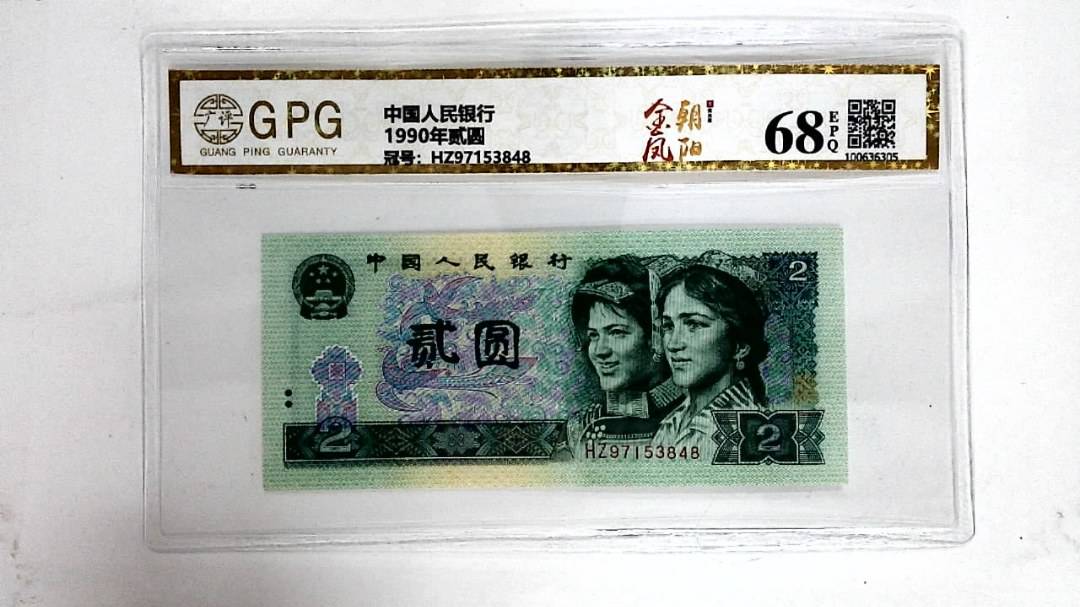 广评
GPG
GUANG PING GUARANTY
中国人民银行
1990年贰圆
冠号：HZ97153848
金凤
朝阳
68
EPQ
100636305
中国人民银行
2
贰圆
2
HZ97153848
2